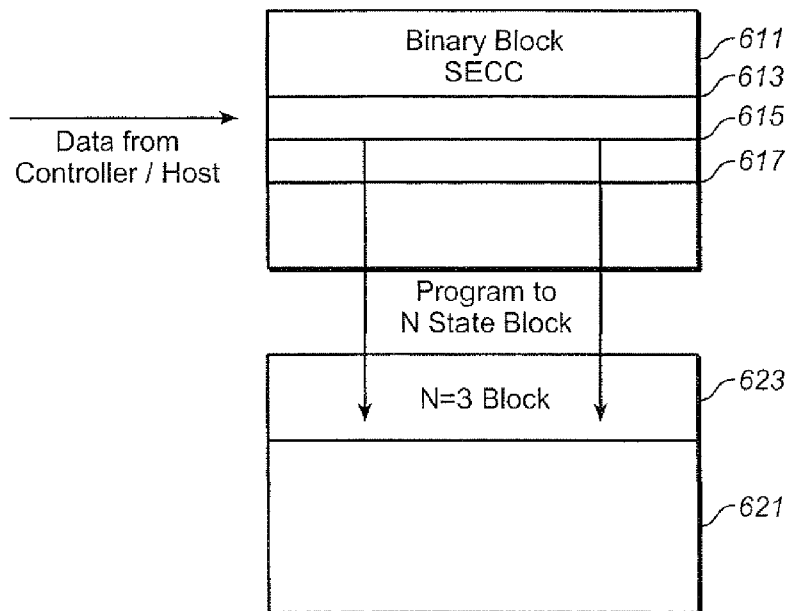 Binary Block
SECC
611
613
615
617
Data from
Controller / Host
Program to
N State Block
N=3 Block
623
621